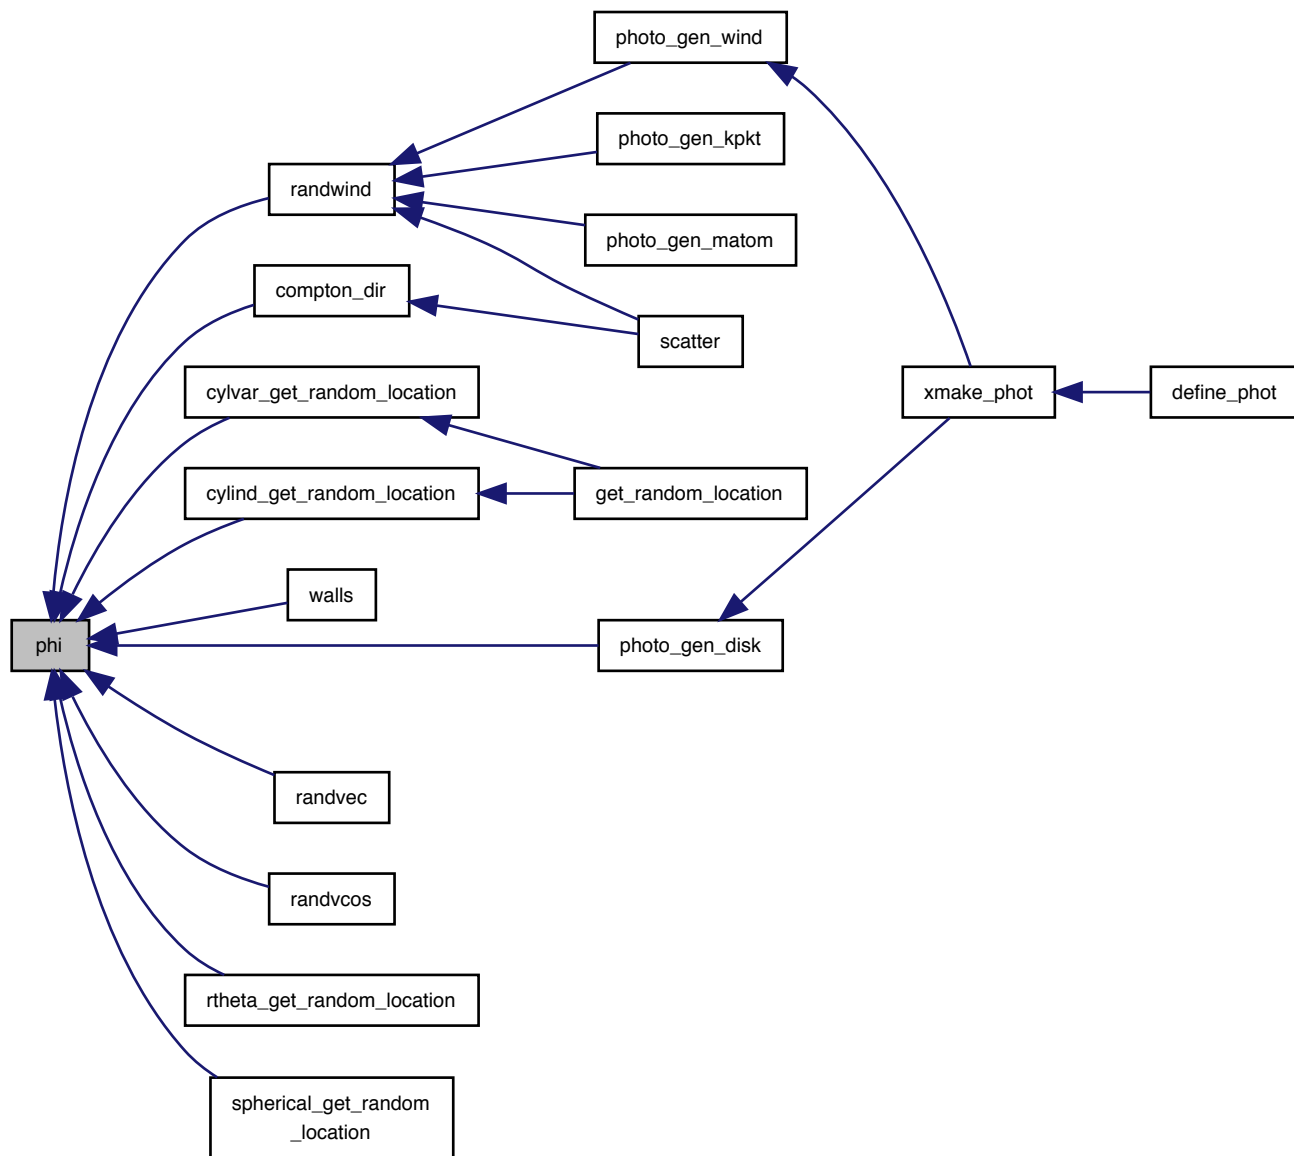 photo_gen_wind
photo_gen_kpkt
randwind
photo_gen_matom
compton_dir
scatter
cylvar_get_random_location
xmake_phot
define_phot
cylind_get_random_location
get_random_location
walls
phi
photo_gen_disk
randvec
randvcos
rtheta_get_random_location
spherical_get_random
_location